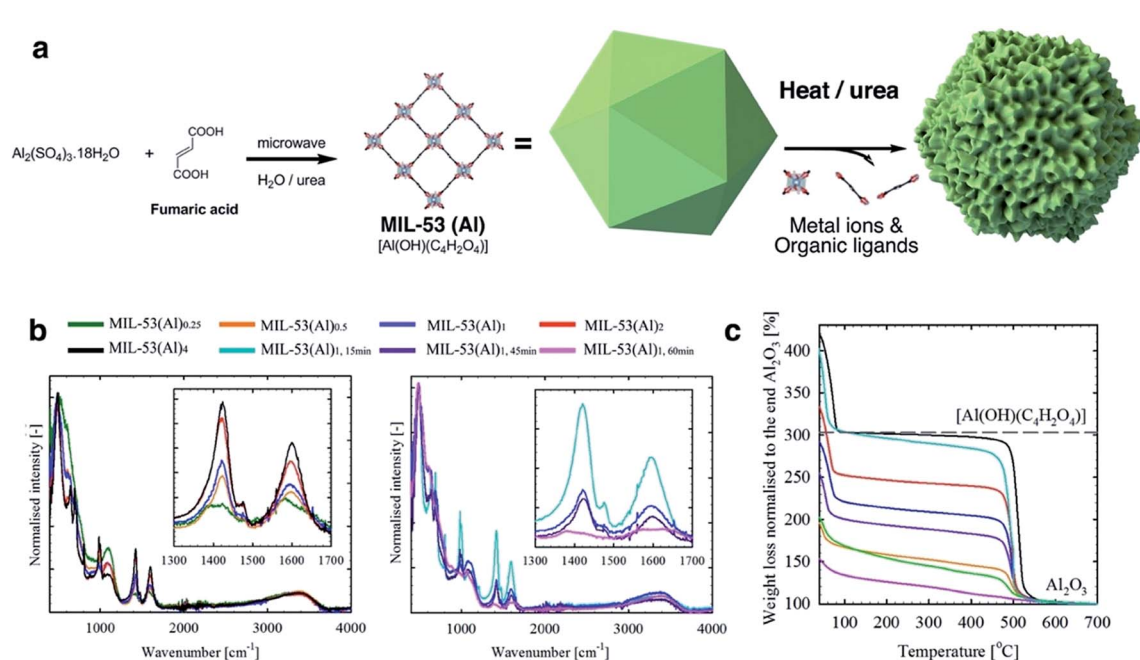 a
Al2(SO4)3.18H2O
+
COOH
COOH
Fumaric acid
microwave
H2O / urea
MIL-53 (Al)
[Al(OH)(C4H2O4)]
=
Heat / urea
Metal ions &
Organic ligands
b
MIL-53(Al)0.25
MIL-53(Al)0.5
MIL-53(Al)1
MIL-53(Al)2
MIL-53(Al)4
MIL-53(Al)1, 15min
MIL-53(Al)1, 45min
MIL-53(Al)1, 60min
Normalised intensity [-]
1300 1400 1500 1600 1700
1000 2000 3000 4000
Wavenumber [cm-1]
Normalised intensity [-]
1300 1400 1500 1600 1700
1000 2000 3000 4000
Wavenumber [cm-1]
c
Weight loss normalised to the end Al2O3 [%]
400
350
300
250
200
150
100
[Al(OH)(C4H2O4)]
Al2O3
100 200 300 400 500 600 700
Temperature [oC]